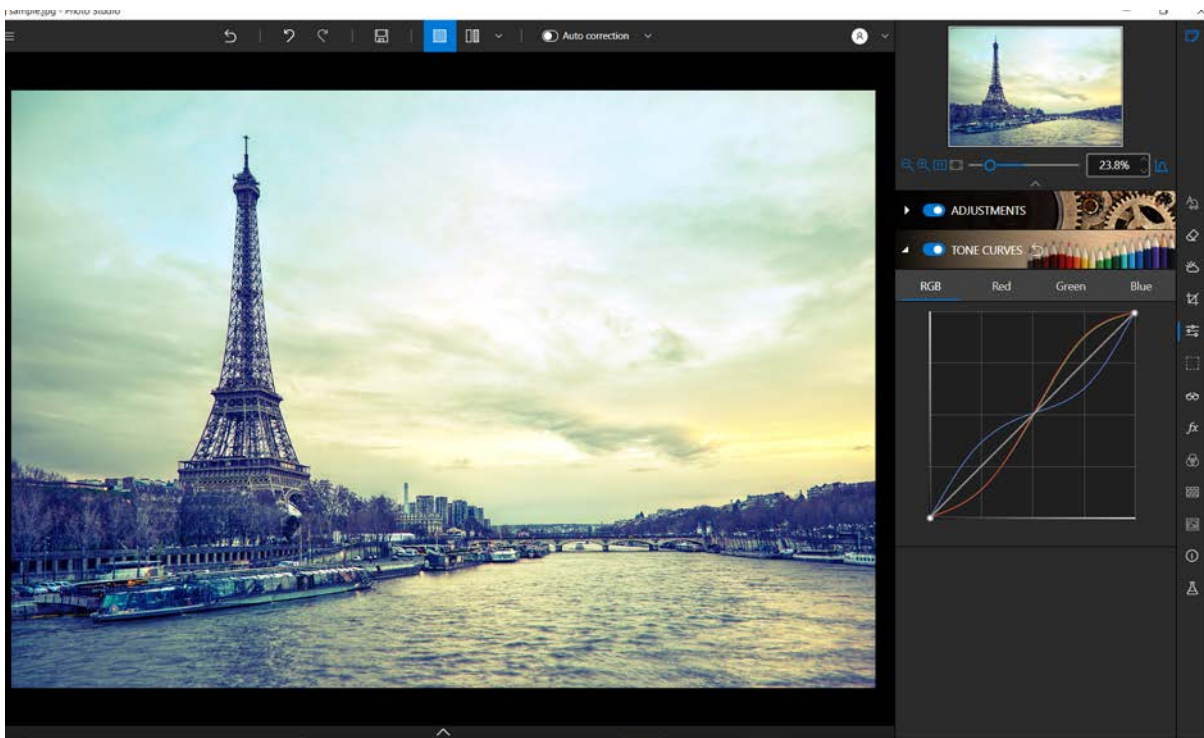 sample.jpg - Photo Studio
Auto correction
23.8%
ADJUSTMENTS
TONE CURVES
RGB Red Green Blue